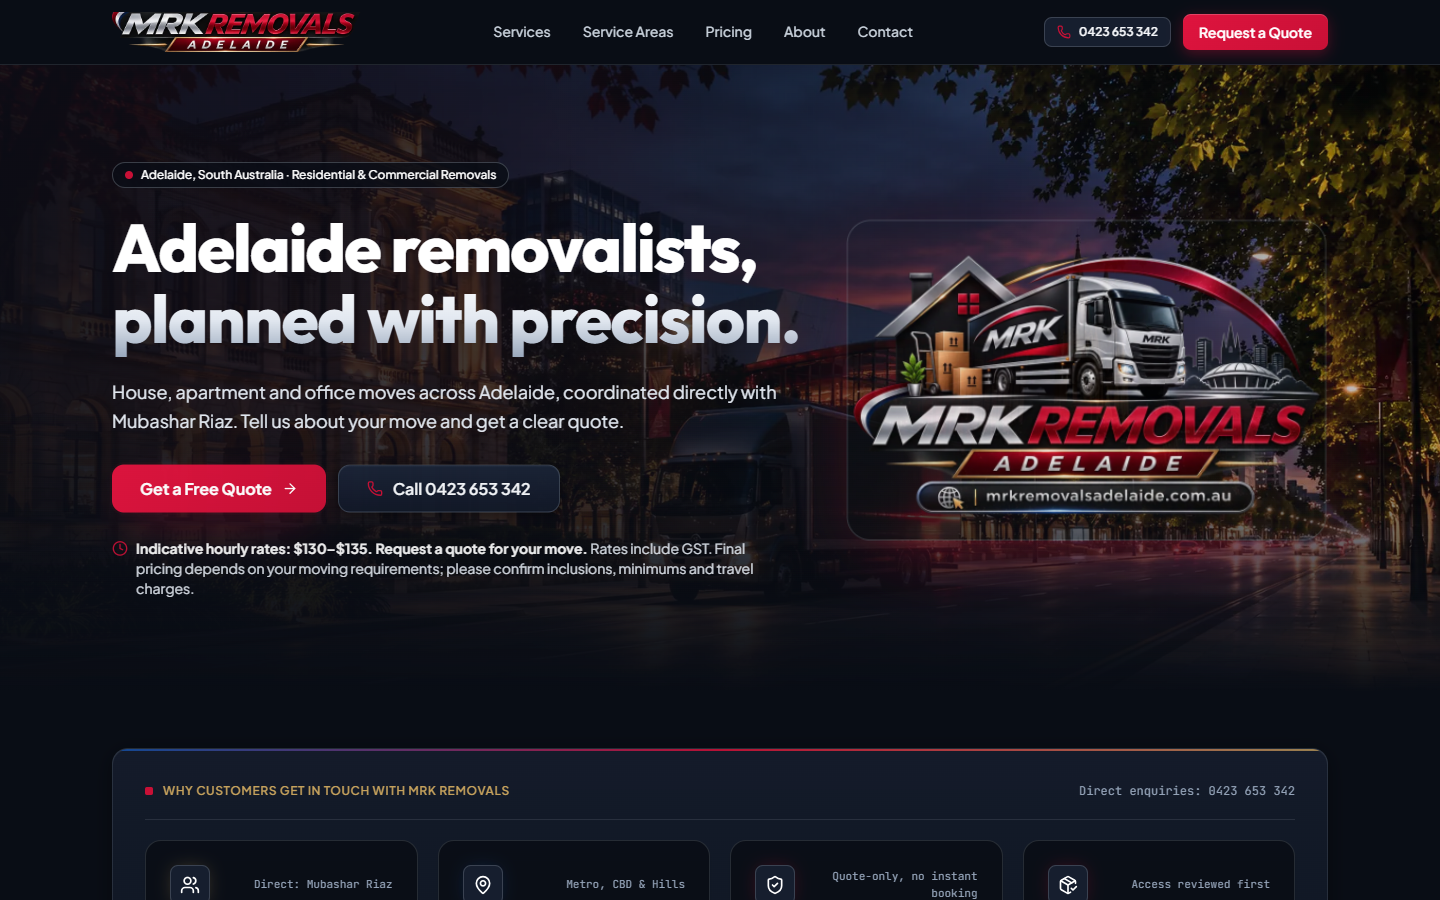 MRK REMOVALS
ADELAIDE
Services
Service Areas
Pricing
About
Contact
0423 653 342
Request a Quote
Adelaide, South Australia · Residential & Commercial Removals
Adelaide removalists,
planned with precision.
House, apartment and office moves across Adelaide, coordinated directly with
Mubashar Riaz. Tell us about your move and get a clear quote.
Get a Free Quote
Call 0423 653 342
Indicative hourly rates: $130–$135. Request a quote for your move. Rates include GST. Final
pricing depends on your moving requirements; please confirm inclusions, minimums and travel
charges.
MRK
MRK
MRK REMOVALS
ADELAIDE
| mrkremovalsadelaide.com.au
WHY CUSTOMERS GET IN TOUCH WITH MRK REMOVALS
Direct enquiries: 0423 653 342
Direct: Mubashar Riaz
Metro, CBD & Hills
Quote-only, no instant
booking
Access reviewed first